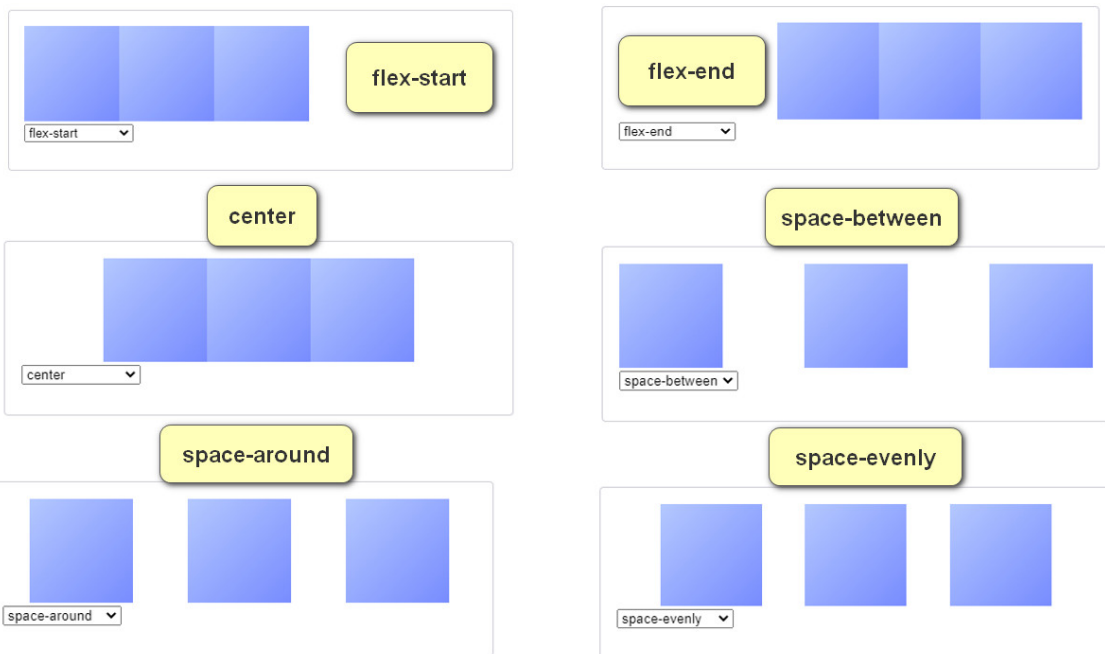 flex-start
flex-start
flex-end
flex-end
center
center
space-between
space-between
space-around
space-around
space-evenly
space-evenly